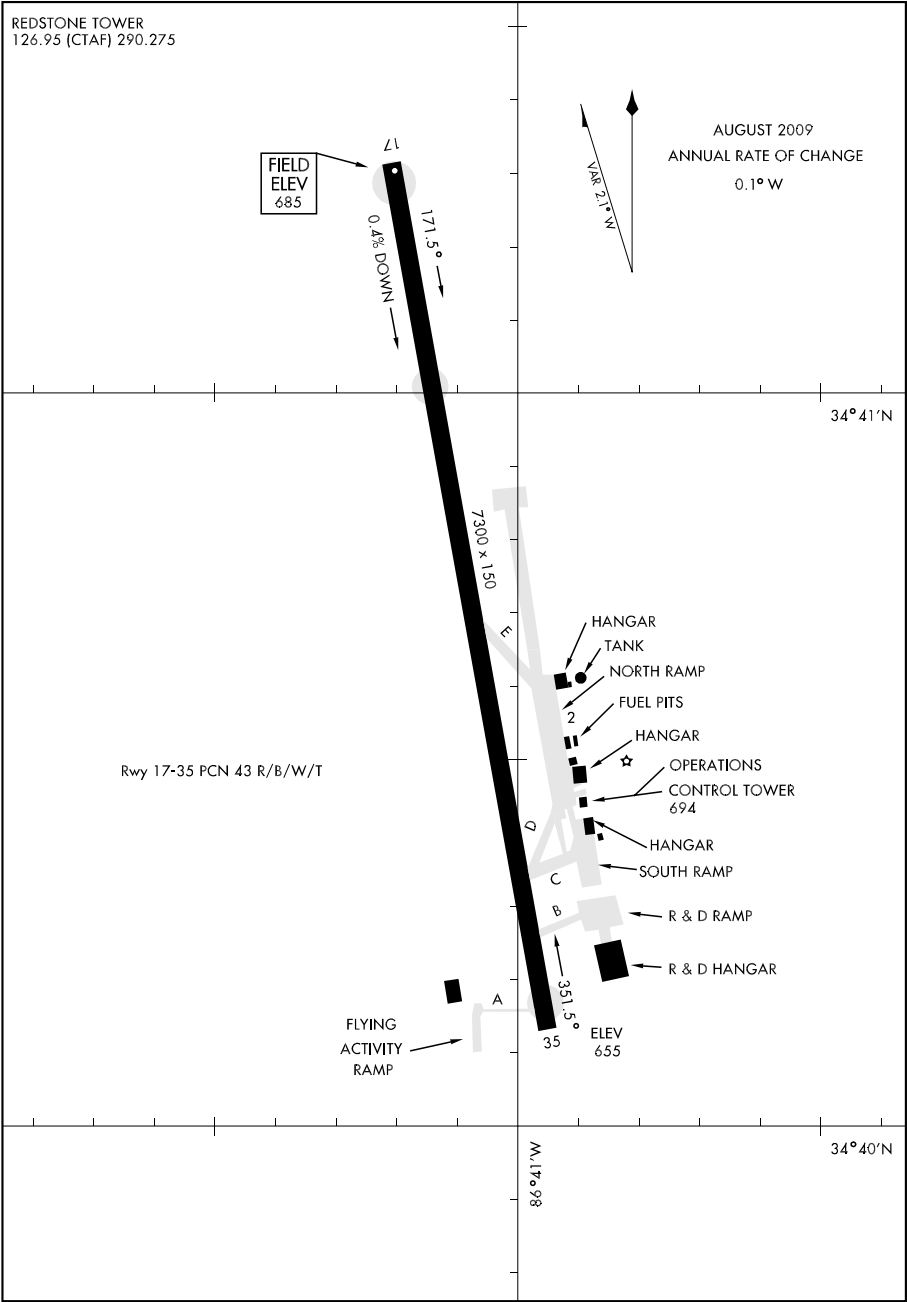 REDSTONE TOWER
126.95 (CTAF) 290.275
AUGUST 2009
ANNUAL RATE OF CHANGE
0.1° W
VAR 2.1° W
17
FIELD
ELEV
685
171.5°
0.4% DOWN
34°41'N
7300 x 150
E
HANGAR
TANK
NORTH RAMP
FUEL PITS
2
HANGAR
OPERATIONS
CONTROL TOWER
694
Rwy 17-35 PCN 43 R/B/W/T
D
HANGAR
SOUTH RAMP
C
B
R & D RAMP
R & D HANGAR
351.5°
A
FLYING
ACTIVITY
RAMP
35
ELEV
655
34°40'N
86°41'W